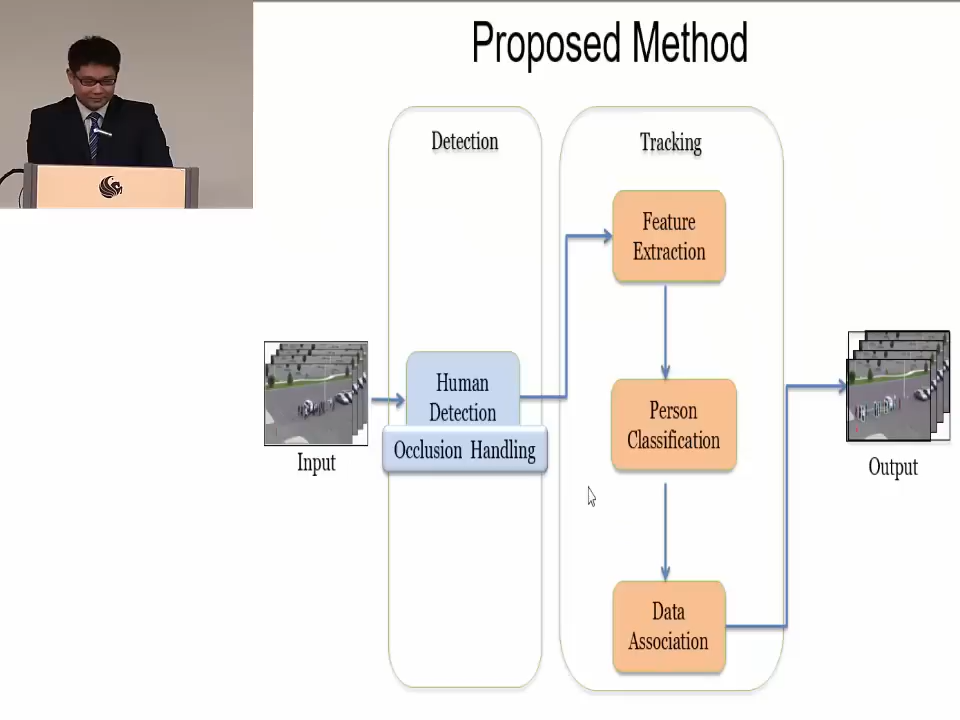 Proposed Method
Detection
Tracking
Feature
Extraction
Human
Detection
Occlusion Handling
Person
Classification
Input
Output
Data
Association